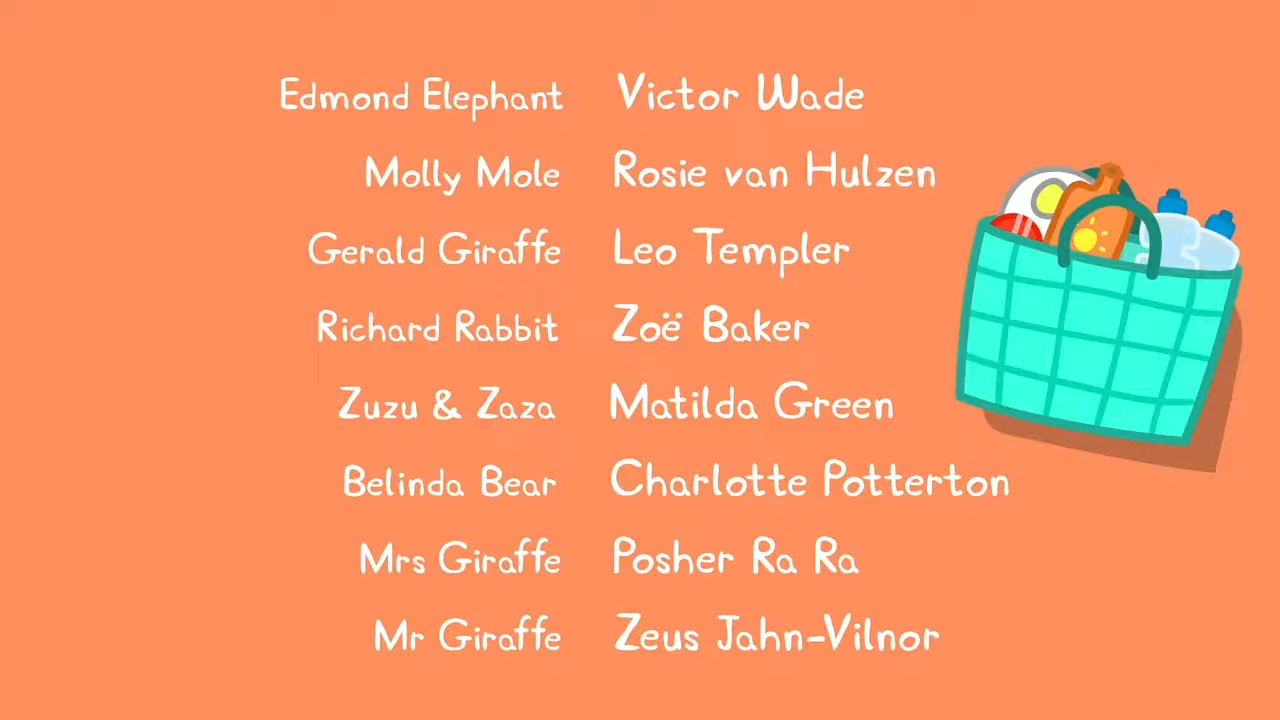 Edmond Elephant Victor Wade
Molly Mole Rosie van Hulzen
Gerald Giraffe Leo Templer
Richard Rabbit Zoë Baker
Zuzu & Zaza Matilda Green
Belinda Bear Charlotte Potterton
Mrs Giraffe Posher Ra Ra
Mr Giraffe Zeus Jahn-Vilnor